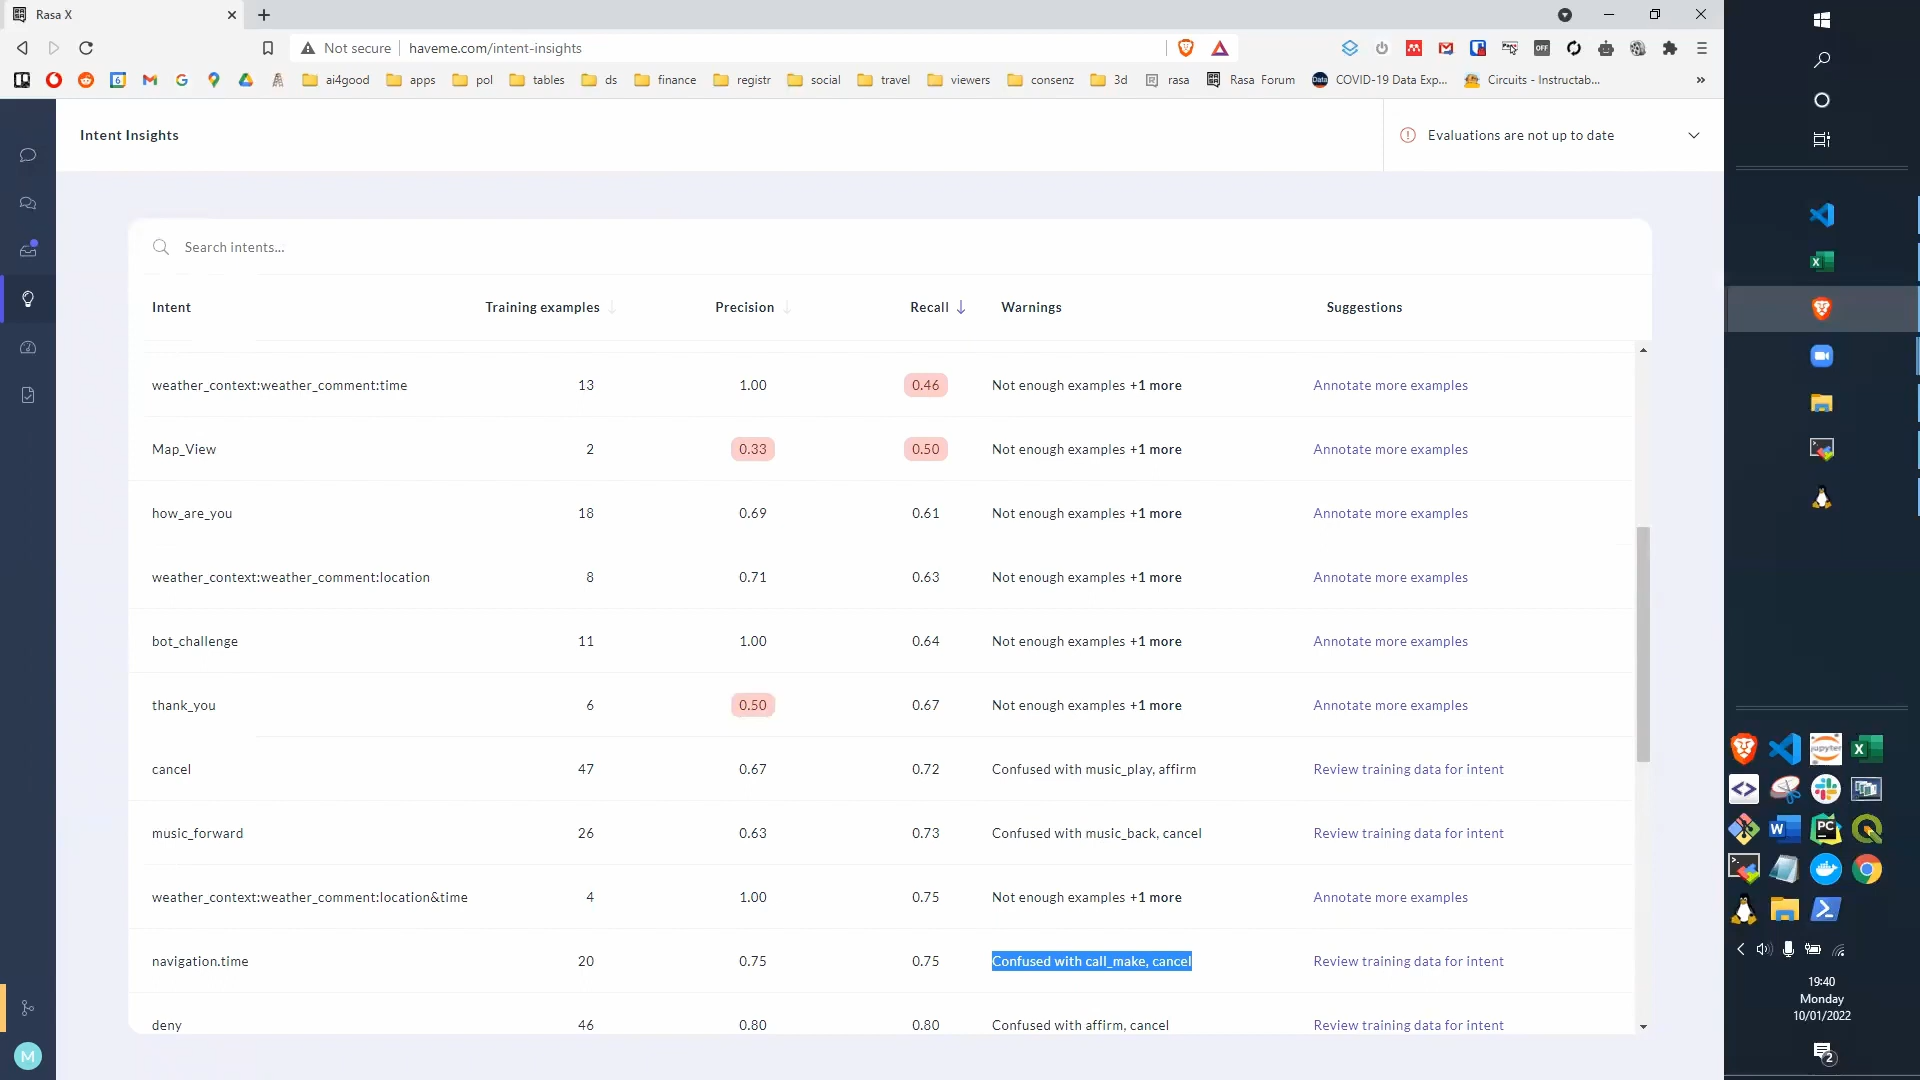 Rasa X
Not secure haveme.com/intent-insights
ai4good apps pol tables ds finance registr social travel viewers consenz 3d rasa Rasa Forum COVID-19 Data Exp... Circuits - Instructab... »
Intent Insights
Evaluations are not up to date
Search intents...
Intent Training examples Precision Recall Warnings Suggestions
weather_context:weather_comment:time 13 1.00 0.46 Not enough examples +1 more Annotate more examples
Map_View 2 0.33 0.50 Not enough examples +1 more Annotate more examples
how_are_you 18 0.69 0.61 Not enough examples +1 more Annotate more examples
weather_context:weather_comment:location 8 0.71 0.63 Not enough examples +1 more Annotate more examples
bot_challenge 11 1.00 0.64 Not enough examples +1 more Annotate more examples
thank_you 6 0.50 0.67 Not enough examples +1 more Annotate more examples
cancel 47 0.67 0.72 Confused with music_play, affirm Review training data for intent
music_forward 26 0.63 0.73 Confused with music_back, cancel Review training data for intent
weather_context:weather_comment:location&time 4 1.00 0.75 Not enough examples +1 more Annotate more examples
navigation.time 20 0.75 0.75 Confused with call_make, cancel Review training data for intent
deny 46 0.80 0.80 Confused with affirm, cancel Review training data for intent
M
19:40
Monday
10/01/2022
2